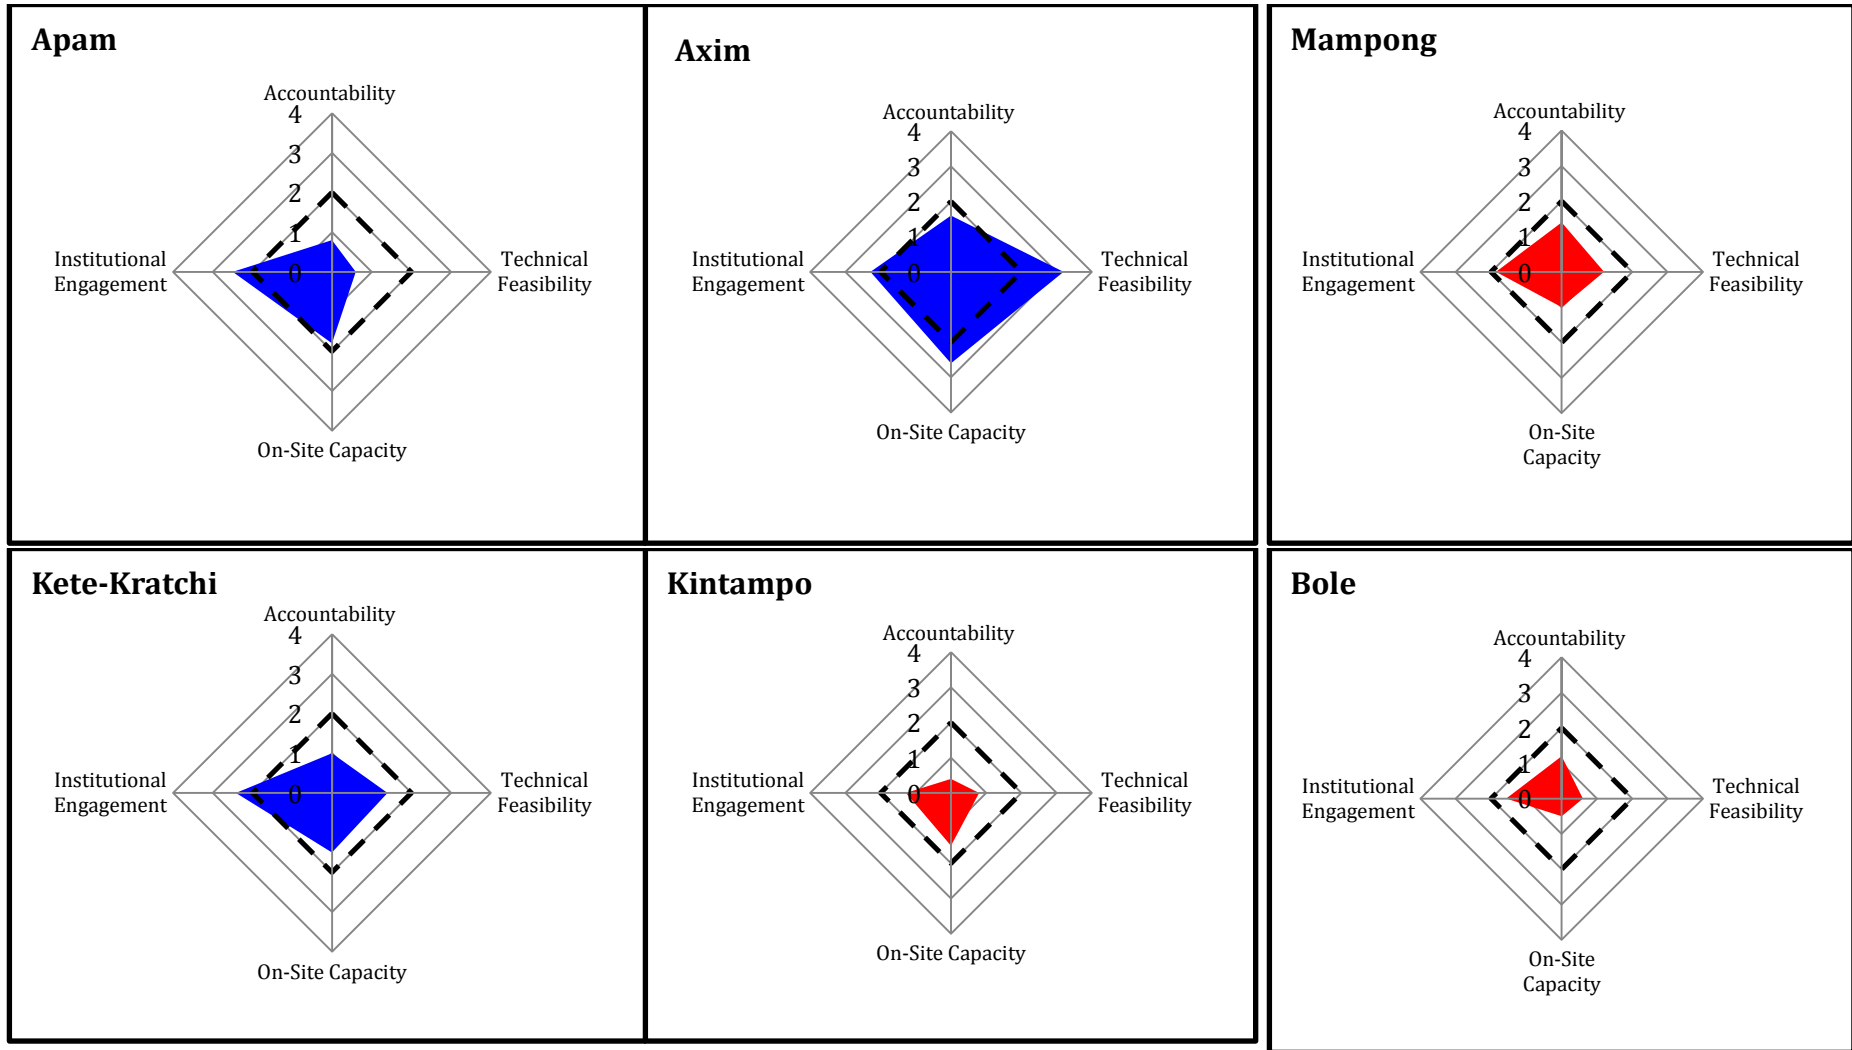 Apam
Accountability
4
3
2
1
0
Institutional
Engagement
Technical
Feasibility
On-Site Capacity
Axim
Accountability
4
3
2
1
0
Institutional
Engagement
Technical
Feasibility
On-Site Capacity
Mampong
Accountability
4
3
2
1
0
Institutional
Engagement
Technical
Feasibility
On-Site
Capacity
Kete-Kratchi
Accountability
4
3
2
1
0
Institutional
Engagement
Technical
Feasibility
On-Site Capacity
Kintampo
Accountability
4
3
2
1
0
Institutional
Engagement
Technical
Feasibility
On-Site Capacity
Bole
Accountability
4
3
2
1
0
Institutional
Engagement
Technical
Feasibility
On-Site
Capacity